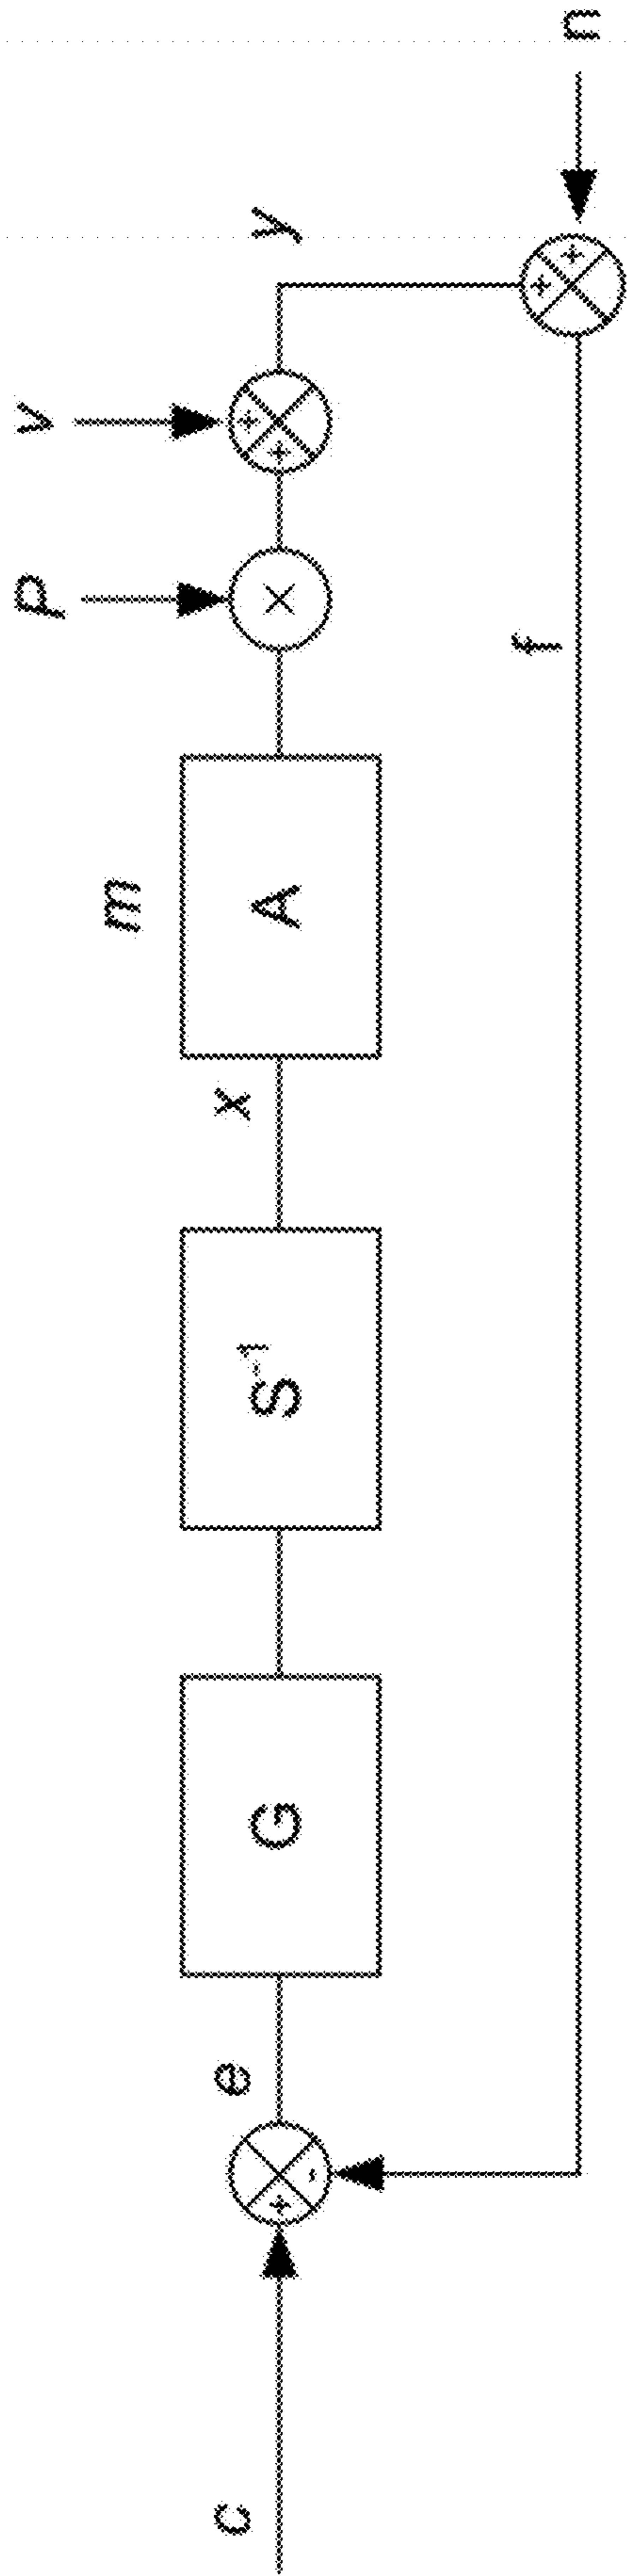 P
v
m
c
e
G
S⁻¹
x
A
×
y
+
-
+
+
+
+
f
n